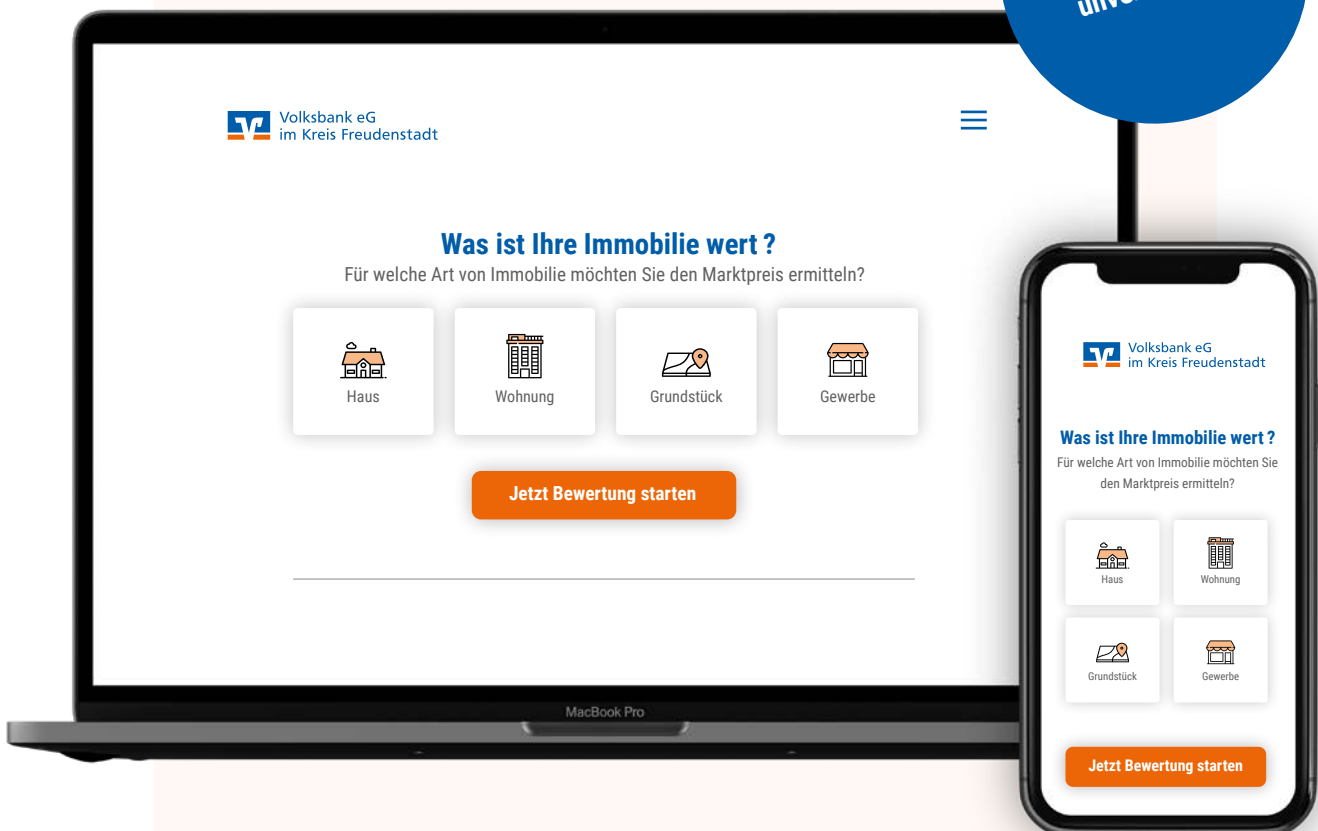 Volksbank eG
im Kreis Freudenstadt
Was ist Ihre Immobilie wert ?
Für welche Art von Immobilie möchten Sie den Marktpreis ermitteln?
Haus
Wohnung
Grundstück
Gewerbe
Jetzt Bewertung starten
MacBook Pro
Volksbank eG
im Kreis Freudenstadt
Was ist Ihre Immobilie wert ?
Für welche Art von Immobilie möchten Sie
den Marktpreis ermitteln?
Haus
Wohnung
Grundstück
Gewerbe
Jetzt Bewertung starten